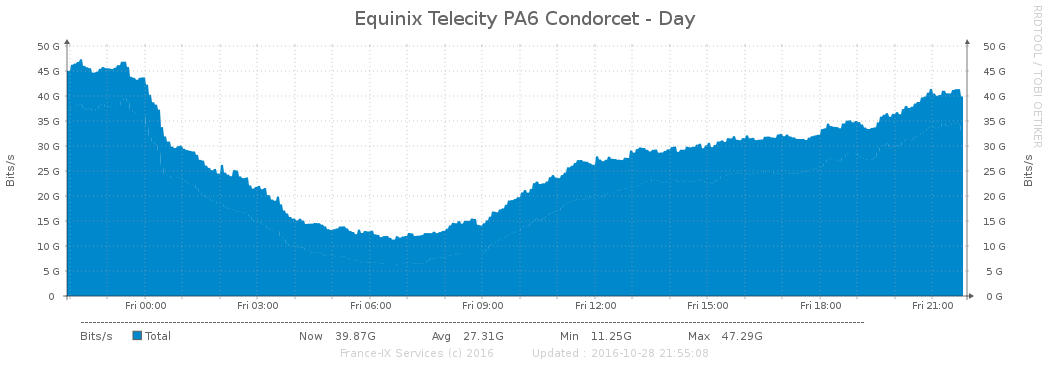 Equinix Telecity PA6 Condorcet - Day
RRDTOOL / TOBI OETIKER
50 G 50 G
45 G 45 G
40 G 40 G
35 G 35 G
30 G 30 G
25 G 25 G
20 G 20 G
15 G 15 G
10 G 10 G
5 G 5 G
0 0 G
Bits/s
Bits/s
Fri 00:00 Fri 03:00 Fri 06:00 Fri 09:00 Fri 12:00 Fri 15:00 Fri 18:00 Fri 21:00
Bits/s Total Now 39.87G Avg 27.31G Min 11.25G Max 47.29G
France-IX Services (c) 2016 Updated : 2016-10-28 21:55:08